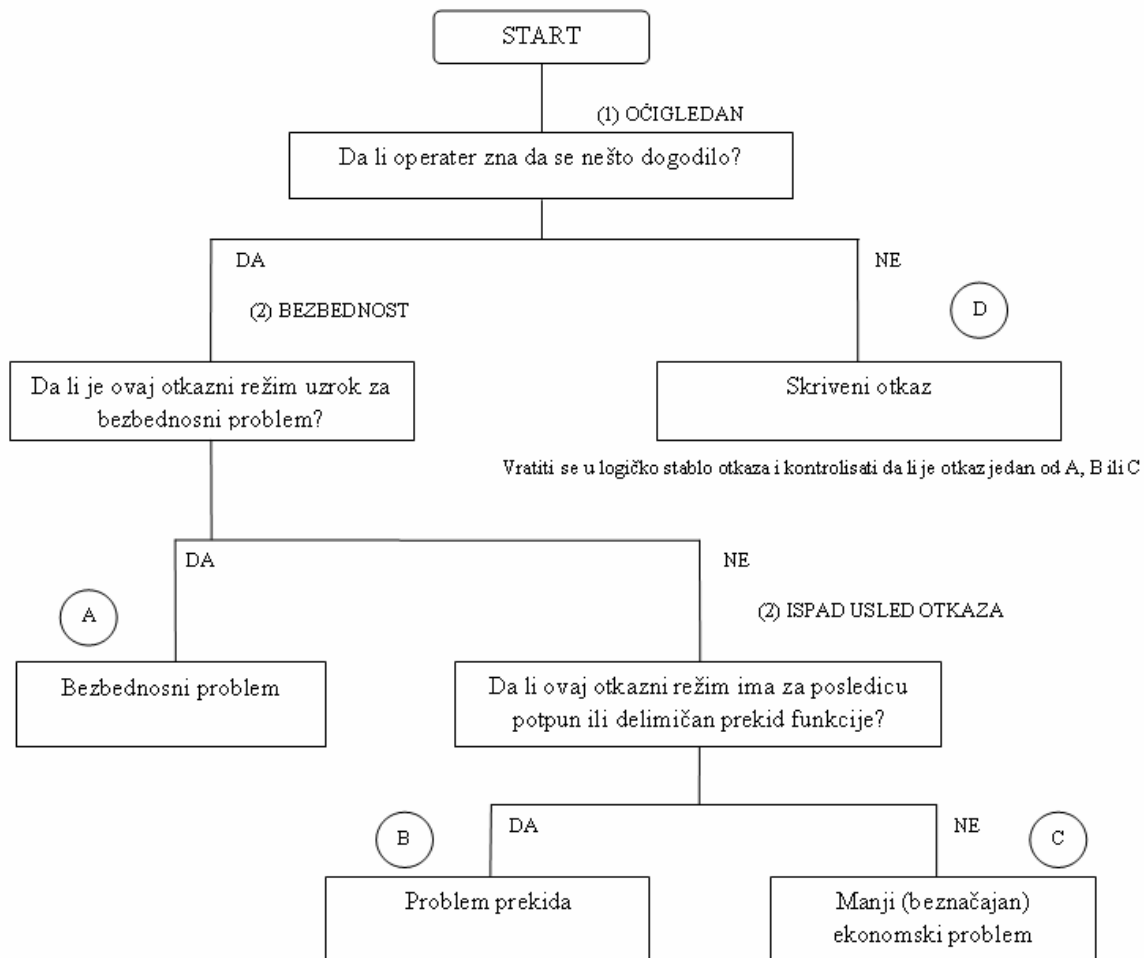 START
(1) OČIGLEDAN
Da li operater zna da se nešto dogodilo?
DA
NE
(2) BEZBEDNOST
D
Da li je ovaj otkazni režim uzrok za
bezbednosni problem?
Skriveni otkaz
Vratiti se u logičko stablo otkaza i kontrolisati da li je otkaz jedan od A, B ili C
DA
NE
A
(2) ISPAD USLED OTKAZA
Bezbednosni problem
Da li ovaj otkazni režim ima za posledicu
potpun ili delimičan prekid funkcije?
B
DA
NE
C
Problem prekida
Manji (beznačajan)
ekonomski problem